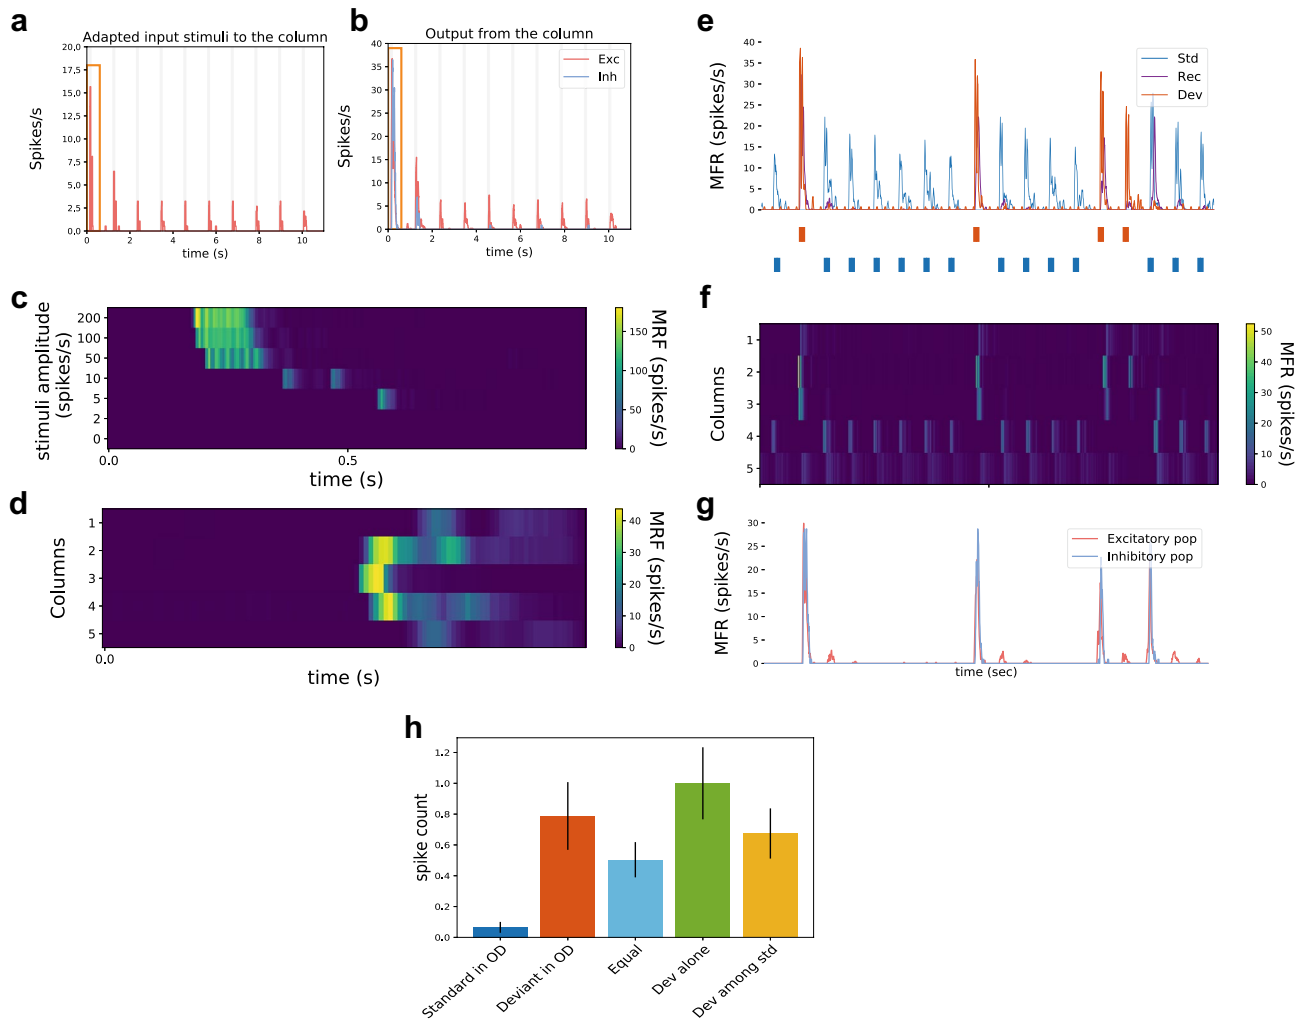 a
Adapted input stimuli to the column
20,0
17,5
15,0
12,5
10,0
7,5
5,0
2,5
0,0
Spikes/s
0 2 4 6 8 10
time (s)
b
Output from the column
40
35
30
25
20
15
10
5
0
Spikes/s
Exc
Inh
0 2 4 6 8 10
time (s)
c
stimuli amplitude
(spikes/s)
200
100
50
10
5
2
0
0.0 0.5
time (s)
150
100
50
0
MRF (spikes/s)
d
Columns
1
2
3
4
5
0.0
time (s)
40
30
20
10
0
MRF (spikes/s)
e
MFR (spikes/s)
40
35
30
25
20
15
10
5
0
Std
Rec
Dev
f
Columns
1
2
3
4
5
50
40
30
20
10
0
MFR (spikes/s)
g
MFR (spikes/s)
30
25
20
15
10
5
0
Excitatory pop
Inhibitory pop
time (sec)
h
spike count
1.2
1.0
0.8
0.6
0.4
0.2
0.0
Standard in OD
Deviant in OD
Equal
Dev alone
Dev among std